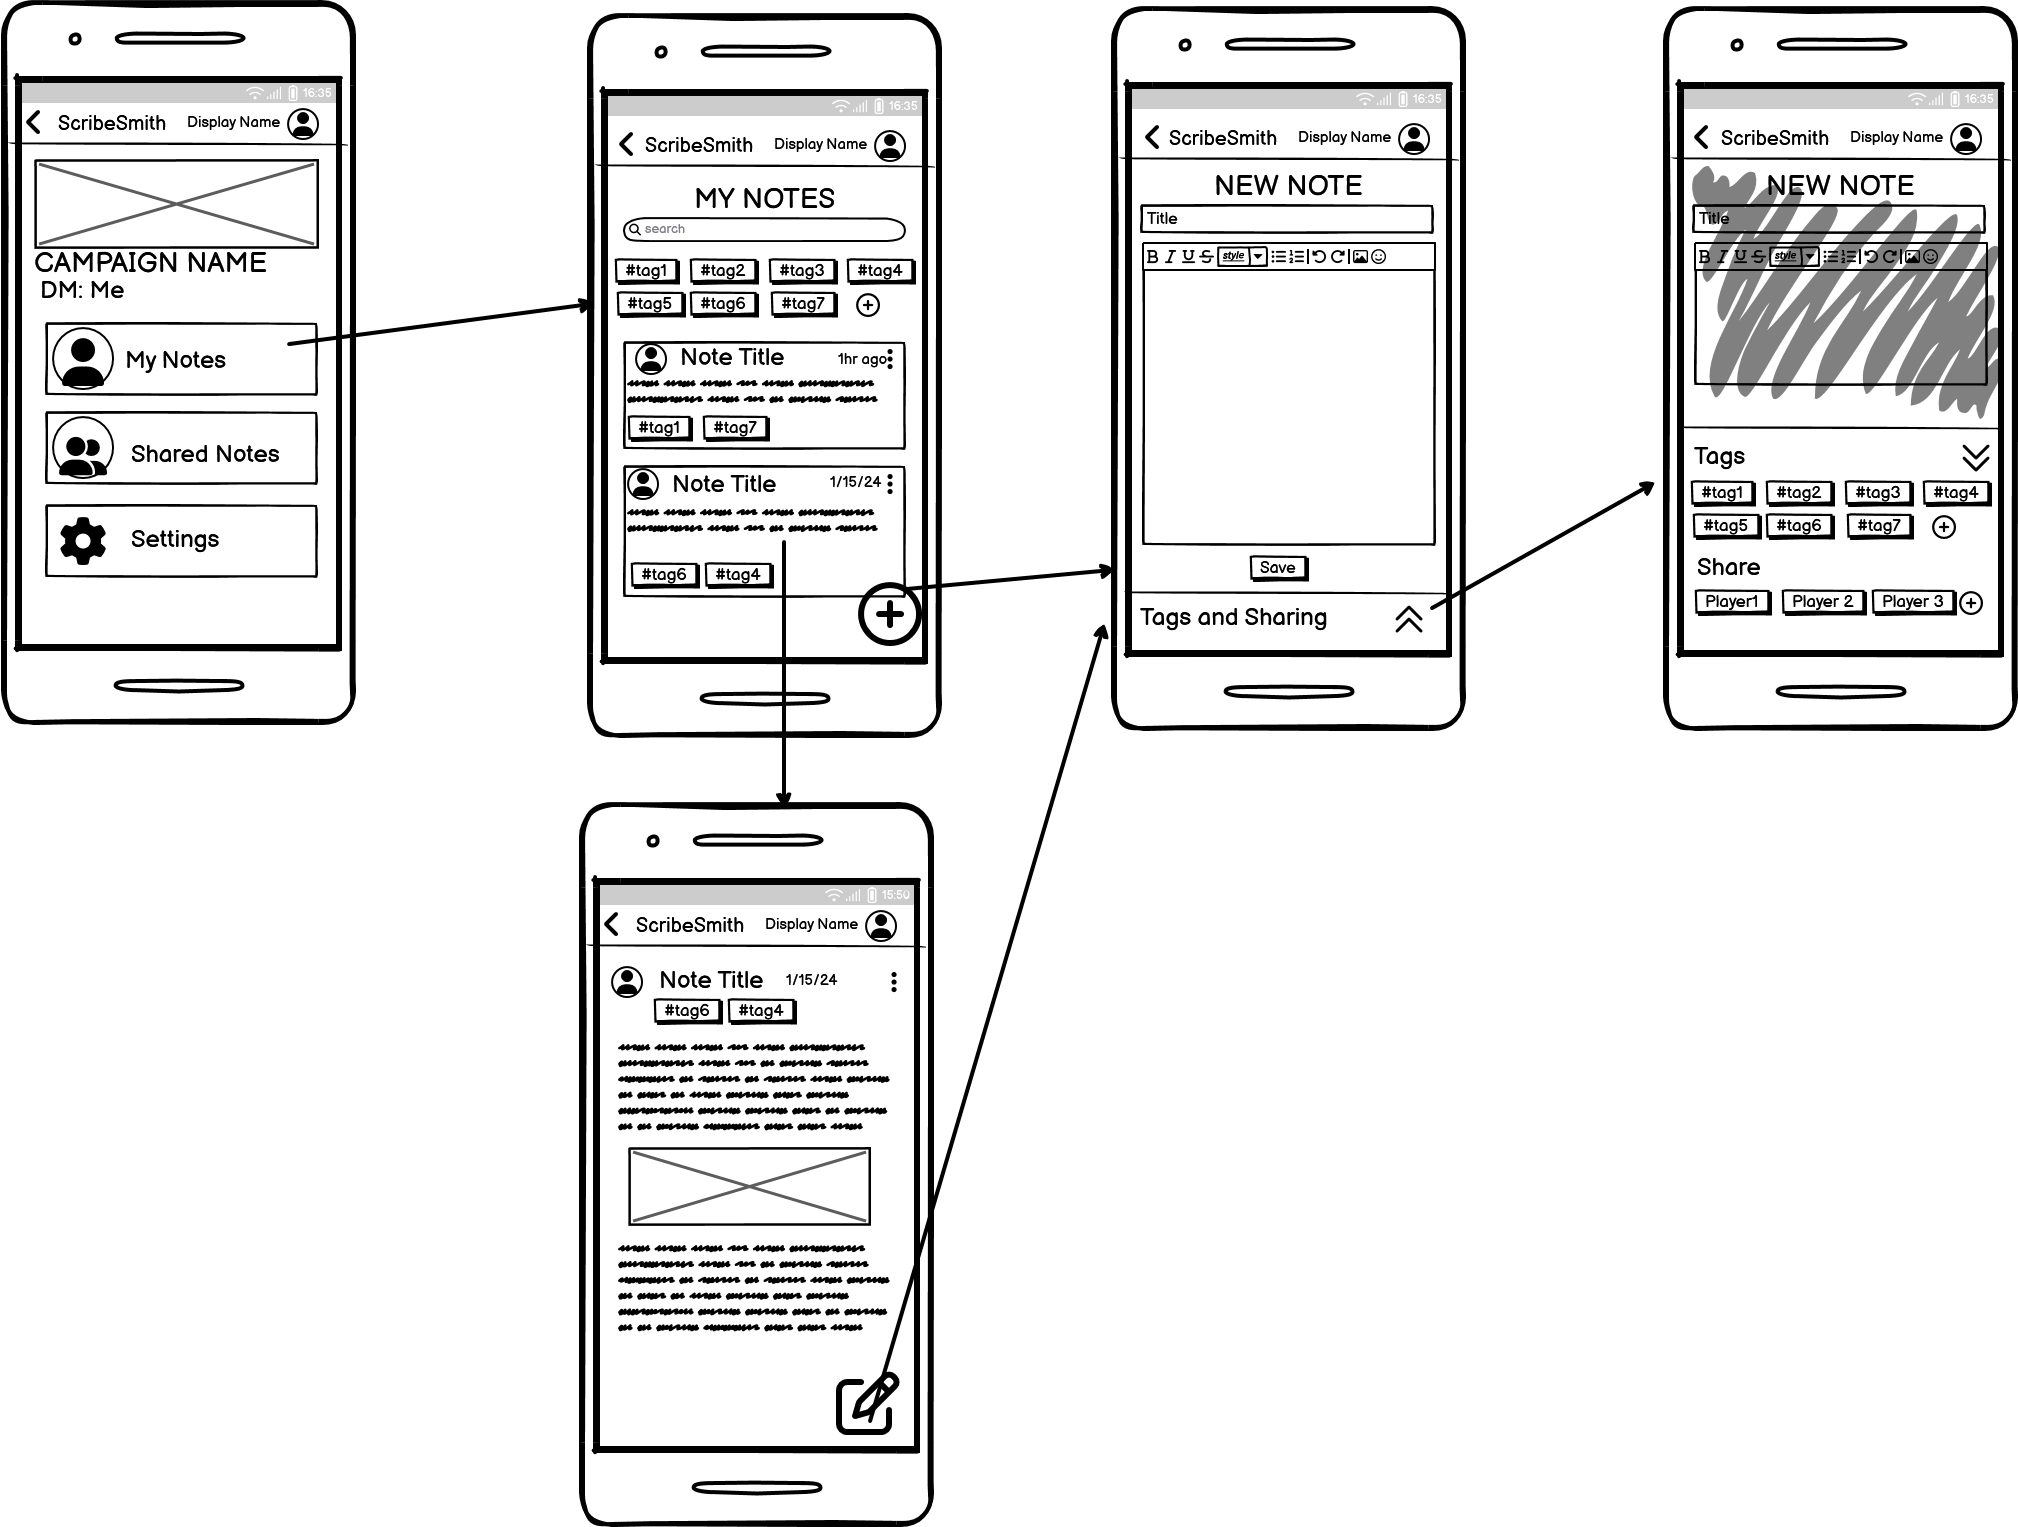 16:35
ScribeSmith Display Name
CAMPAIGN NAME
DM: Me
My Notes
Shared Notes
Settings
16:35
ScribeSmith Display Name
MY NOTES
search
#tag1 #tag2 #tag3 #tag4
#tag5 #tag6 #tag7
Note Title 1hr ago
#tag1 #tag7
Note Title 1/15/24
#tag6 #tag4
16:35
ScribeSmith Display Name
NEW NOTE
Title
B I U S style
Save
Tags and Sharing
16:35
ScribeSmith Display Name
NEW NOTE
Title
B I U S style
Tags
#tag1 #tag2 #tag3 #tag4
#tag5 #tag6 #tag7
Share
Player1 Player 2 Player 3
15:50
ScribeSmith Display Name
Note Title 1/15/24
#tag6 #tag4